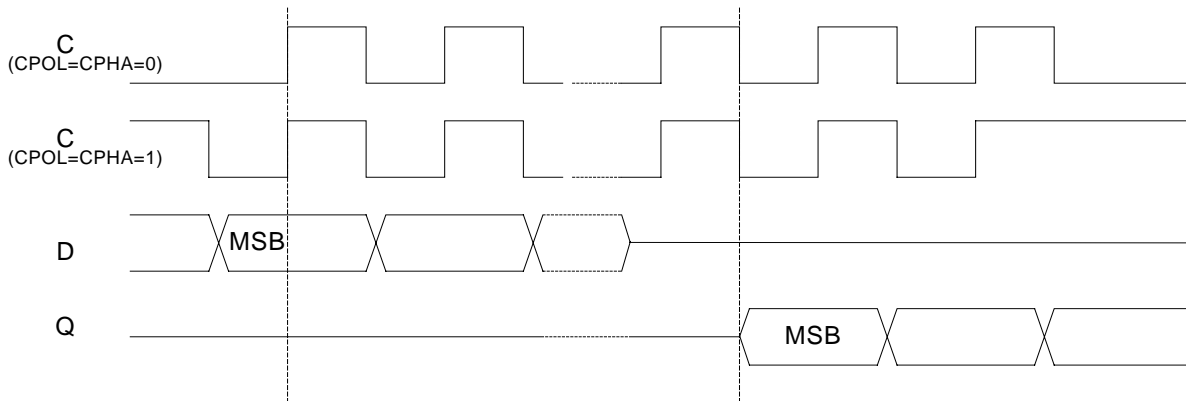 C
(CPOL=CPHA=0)
C
(CPOL=CPHA=1)
D
MSB
Q
MSB